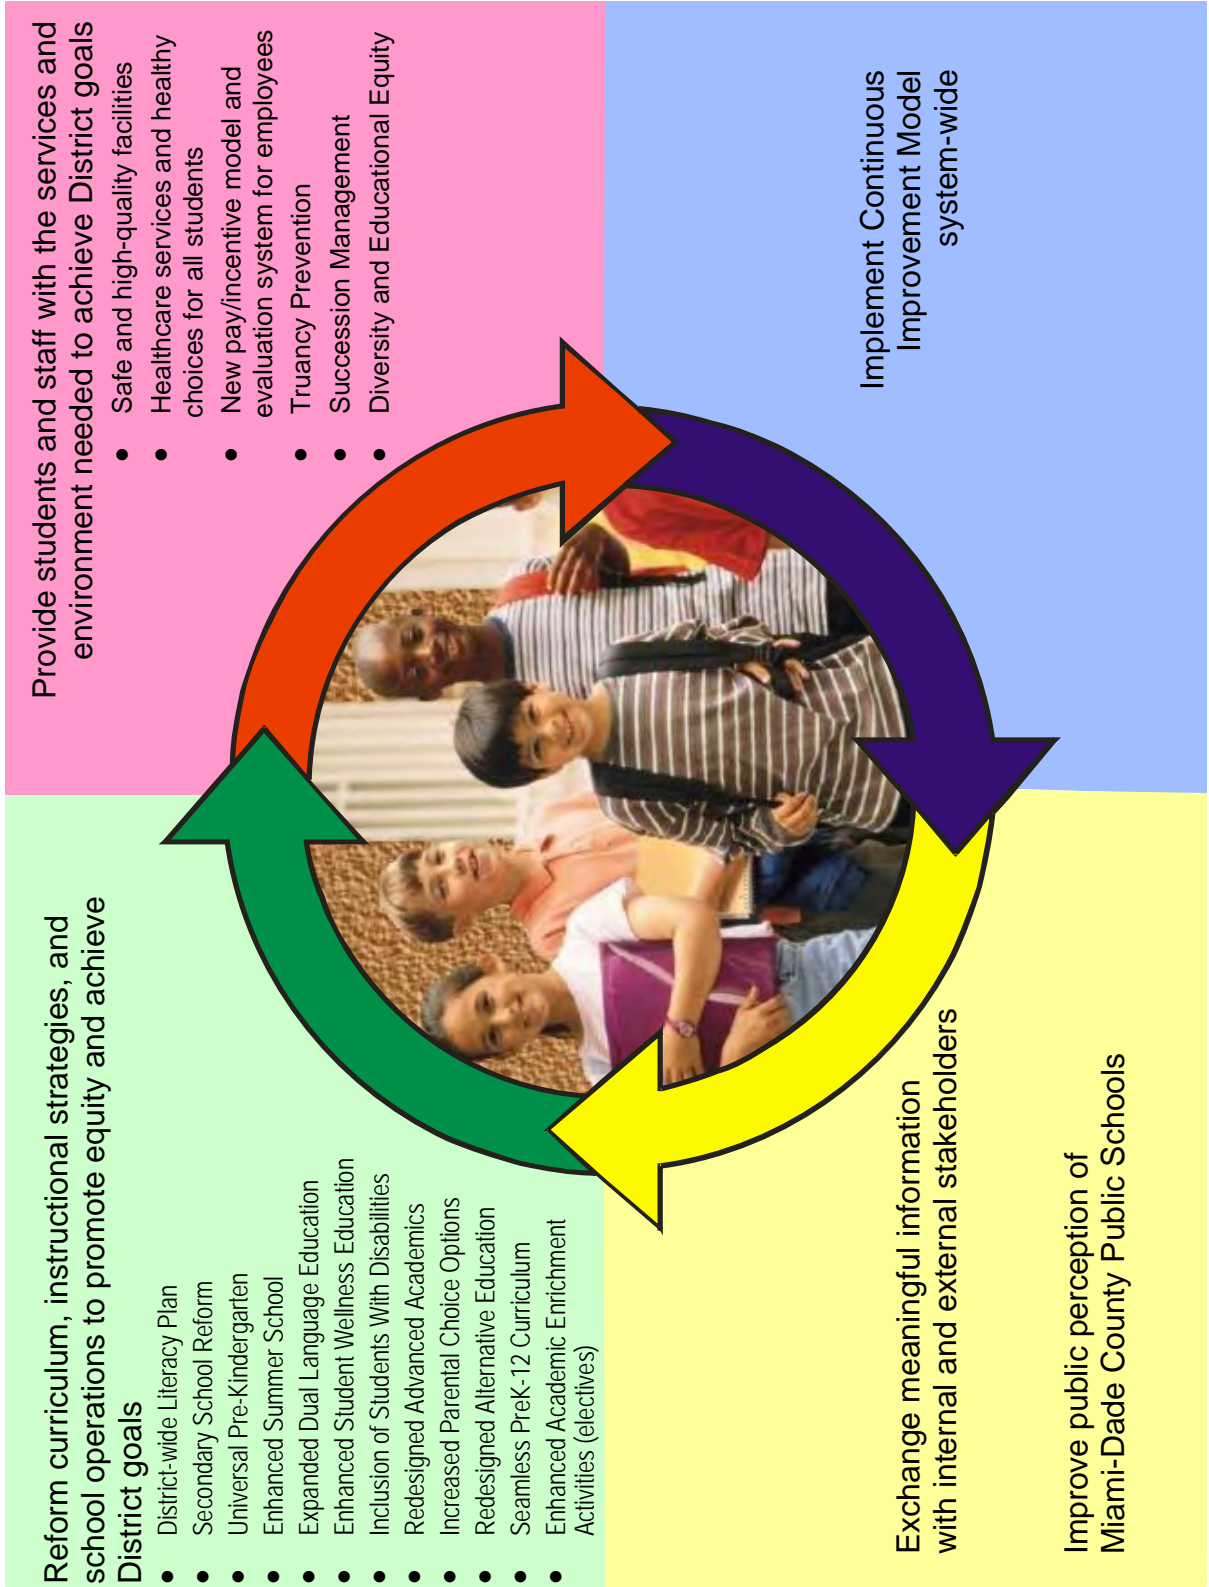 Reform curriculum, instructional strategies, and
school operations to promote equity and achieve
District goals
• District-wide Literacy Plan
• Secondary School Reform
• Universal Pre-Kindergarten
• Enhanced Summer School
• Expanded Dual Language Education
• Enhanced Student Wellness Education
• Inclusion of Students With Disabilities
• Redesigned Advanced Academics
• Increased Parental Choice Options
• Redesigned Alternative Education
• Seamless PreK-12 Curriculum
• Enhanced Academic Enrichment
Activities (electives)
Provide students and staff with the services and
environment needed to achieve District goals
• Safe and high-quality facilities
• Healthcare services and healthy
choices for all students
• New pay/incentive model and
evaluation system for employees
• Truancy Prevention
• Succession Management
• Diversity and Educational Equity
Exchange meaningful information
with internal and external stakeholders
Improve public perception of
Miami-Dade County Public Schools
Implement Continuous
Improvement Model
system-wide